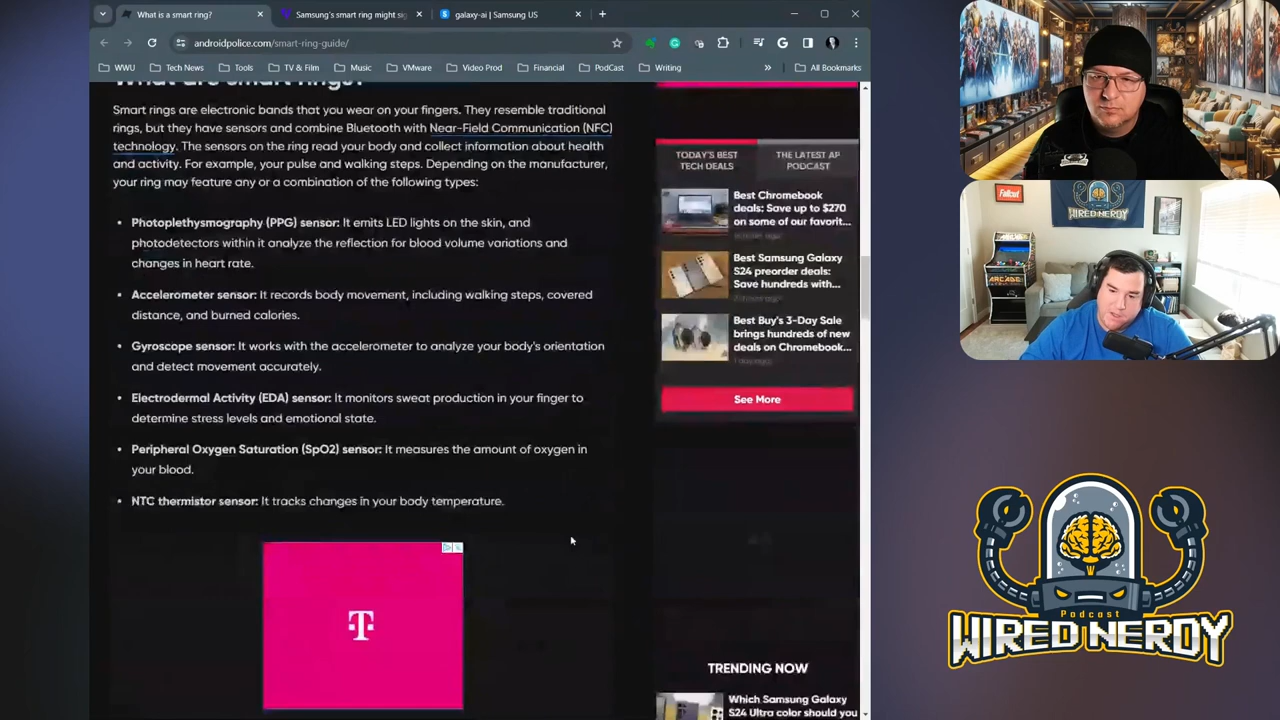 What is a smart ring?
Samsung's smart ring might sig
galaxy-ai | Samsung US
androidpolice.com/smart-ring-guide/
WWU
Tech News
Tools
TV & Film
Music
VMware
Video Prod
Financial
PodCast
Writing
All Bookmarks
What are smart rings?
Smart rings are electronic bands that you wear on your fingers. They resemble traditional
rings, but they have sensors and combine Bluetooth with Near-Field Communication (NFC)
technology. The sensors on the ring read your body and collect information about health
and activity. For example, your pulse and walking steps. Depending on the manufacturer,
your ring may feature any or a combination of the following types:
• Photoplethysmography (PPG) sensor: It emits LED lights on the skin, and
photodetectors within it analyze the reflection for blood volume variations and
changes in heart rate.
• Accelerometer sensor: It records body movement, including walking steps, covered
distance, and burned calories.
• Gyroscope sensor: It works with the accelerometer to analyze your body's orientation
and detect movement accurately.
• Electrodermal Activity (EDA) sensor: It monitors sweat production in your finger to
determine stress levels and emotional state.
• Peripheral Oxygen Saturation (SpO2) sensor: It measures the amount of oxygen in
your blood.
• NTC thermistor sensor: It tracks changes in your body temperature.
T
TODAY'S BEST
TECH DEALS
THE LATEST AP
PODCAST
Best Chromebook
deals: Save up to $270
on some of our favorit...
Best Samsung Galaxy
S24 preorder deals:
Save hundreds with...
Best Buy's 3-Day Sale
brings hundreds of new
deals on Chromebook...
See More
TRENDING NOW
Which Samsung Galaxy
S24 Ultra color should you
Fallout
WIRED NERDY
ARCADE
Podcast
WIRED NERDY